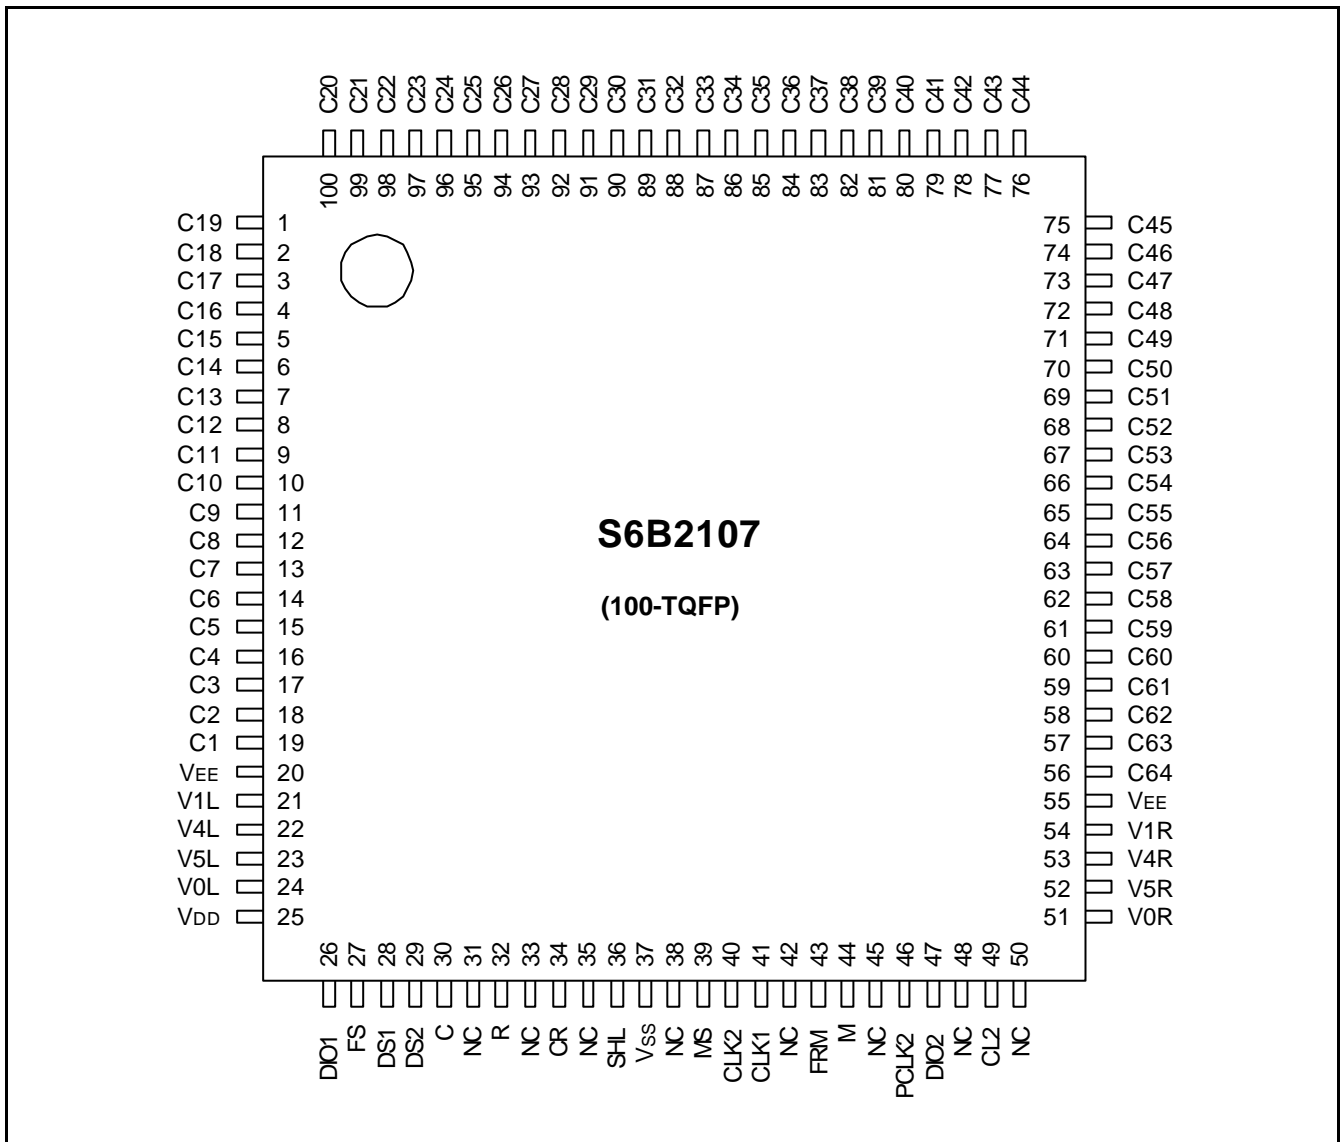 C20 C21 C22 C23 C24 C25 C26 C27 C28 C29 C30 C31 C32 C33 C34 C35 C36 C37 C38 C39 C40 C41 C42 C43 C44
100 99 98 97 96 95 94 93 92 91 90 89 88 87 86 85 84 83 82 81 80 79 78 77 76
C19 1 75 C45
C18 2 74 C46
C17 3 73 C47
C16 4 72 C48
C15 5 71 C49
C14 6 70 C50
C13 7 69 C51
C12 8 68 C52
C11 9 67 C53
C10 10 66 C54
C9 11 65 C55
C8 12 64 C56
S6B2107
C7 13 63 C57
C6 14 62 C58
(100-TQFP)
C5 15 61 C59
C4 16 60 C60
C3 17 59 C61
C2 18 58 C62
C1 19 57 C63
VEE 20 56 C64
V1L 21 55 VEE
V4L 22 54 V1R
V5L 23 53 V4R
V0L 24 52 V5R
VDD 25 51 V0R
26 27 28 29 30 31 32 33 34 35 36 37 38 39 40 41 42 43 44 45 46 47 48 49 50
DIO1 FS DS1 DS2 C NC R NC CR NC SHL VSS NC MS CLK2 CLK1 NC FRM M NC PCLK2 DIO2 NC CL2 NC